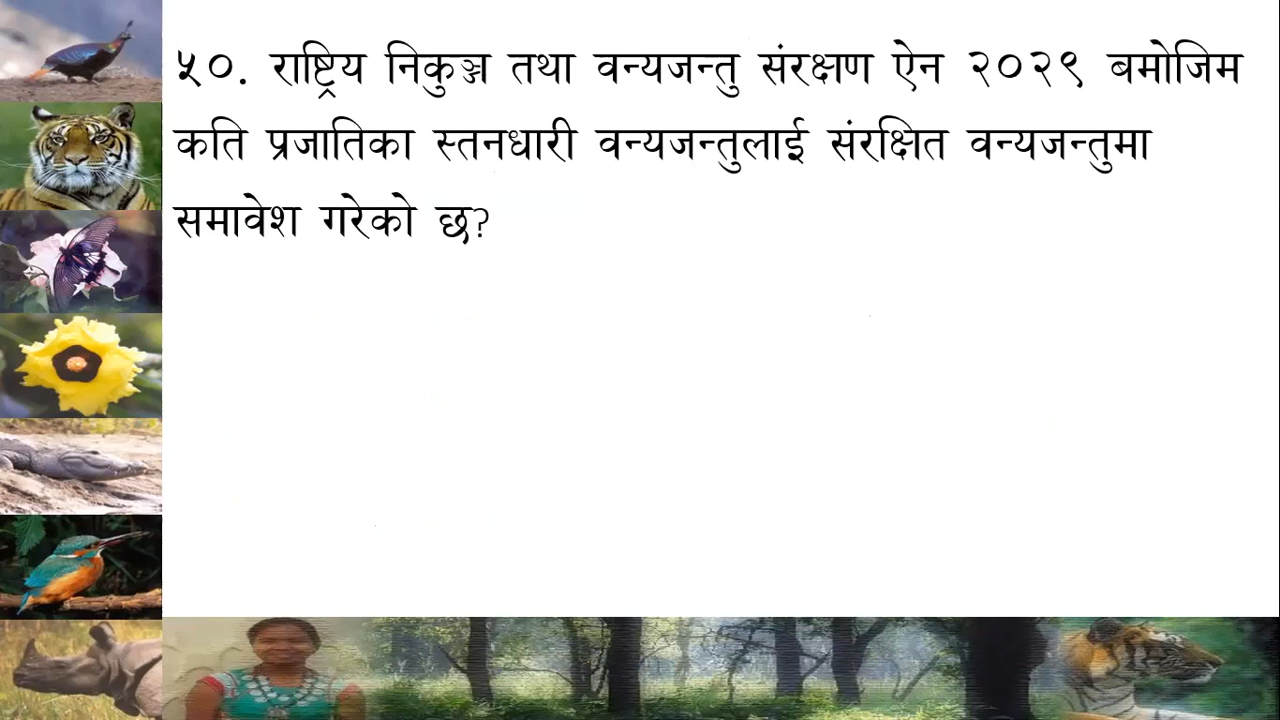 ५०. राष्ट्रिय निकुञ्ज तथा वन्यजन्तु संरक्षण ऐन २०२९ बमोजिम
कति प्रजातिका स्तनधारी वन्यजन्तुलाई संरक्षित वन्यजन्तुमा
समावेश गरेको छ?